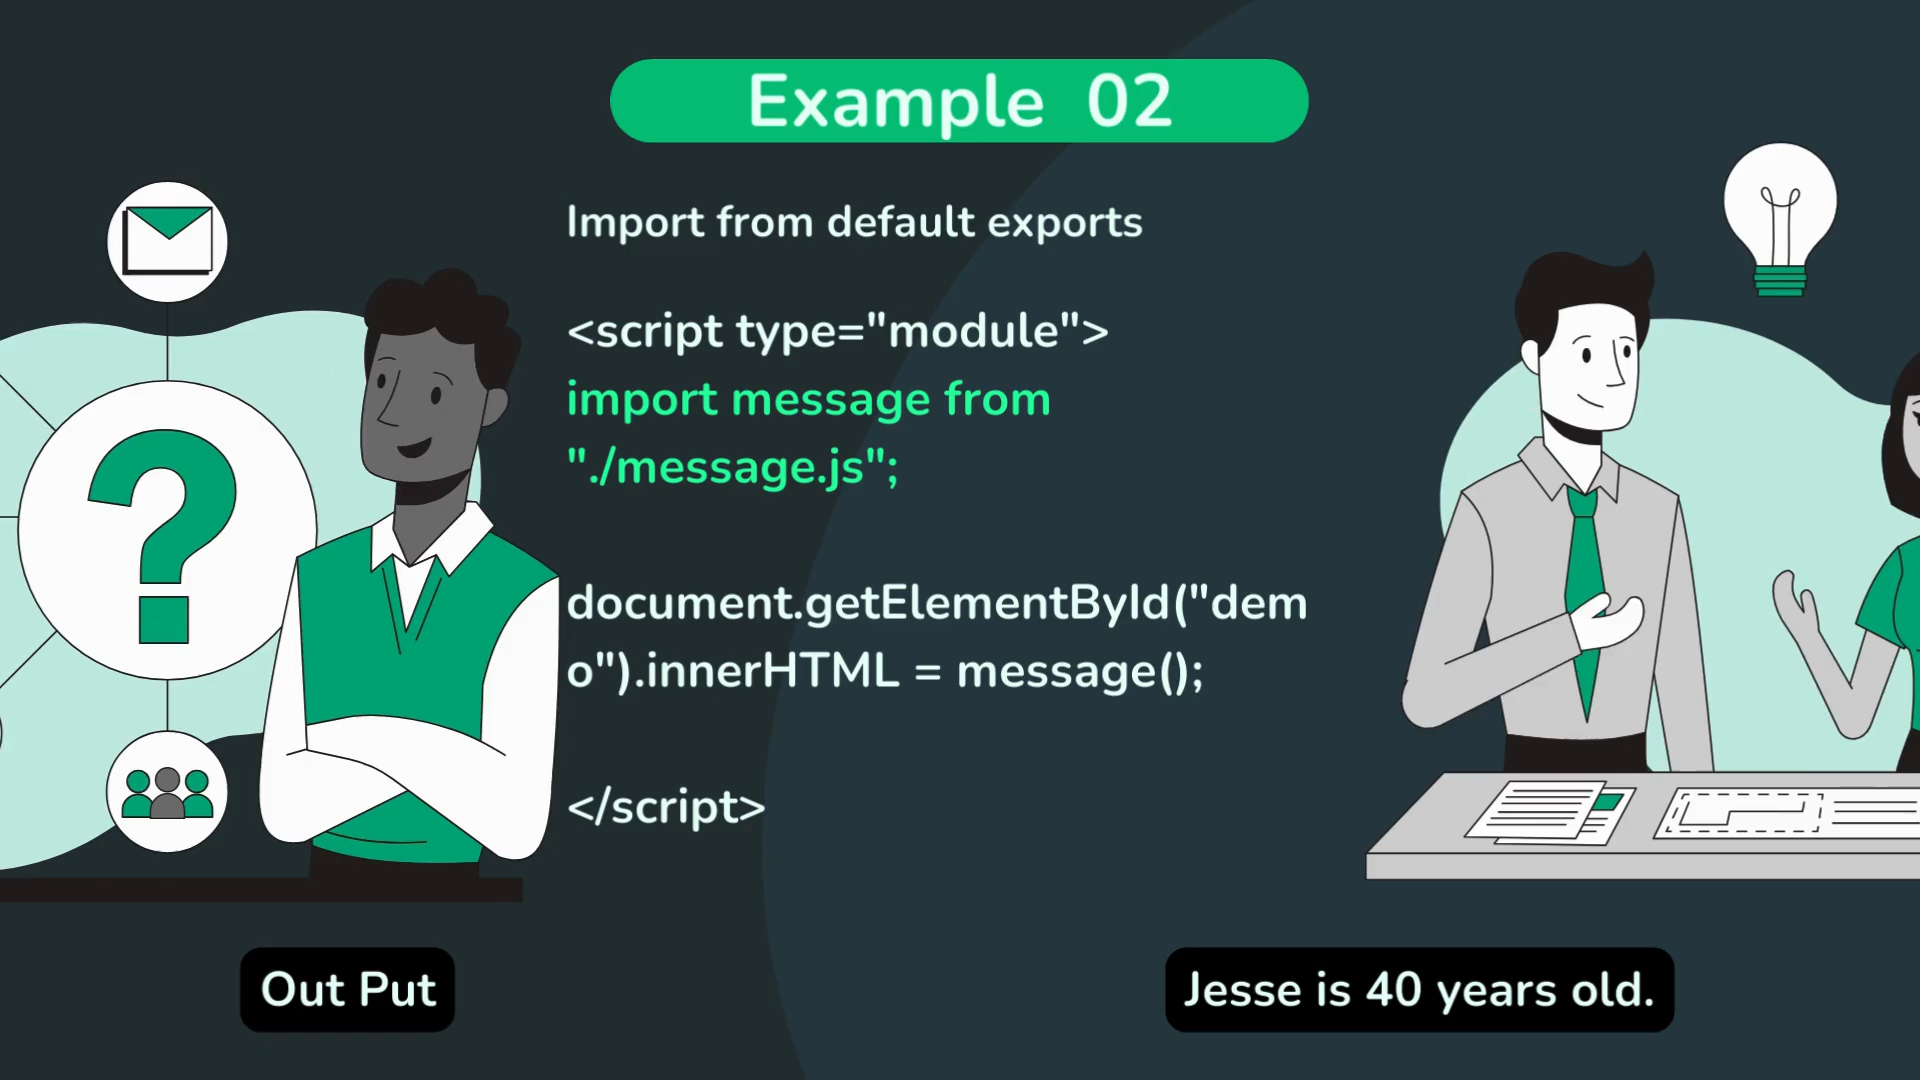 Example 02
Import from default exports
<script type="module">
import message from
"./message.js";
document.getElementById("dem
o").innerHTML = message();
</script>
Out Put
Jesse is 40 years old.